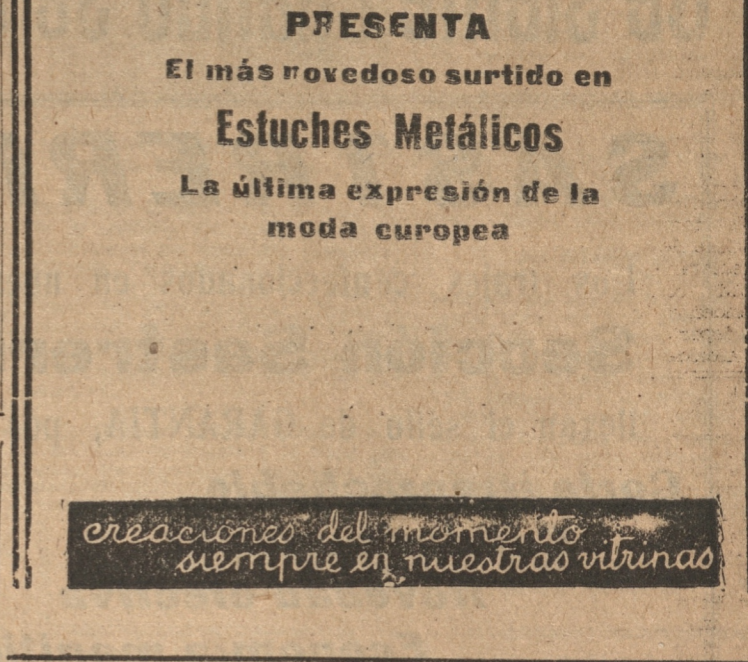 PRESENTA
El más novedoso surtido en
Estuches Metálicos
La última expresión de la
moda europea
creaciones del momento
siempre en nuestras vitrinas